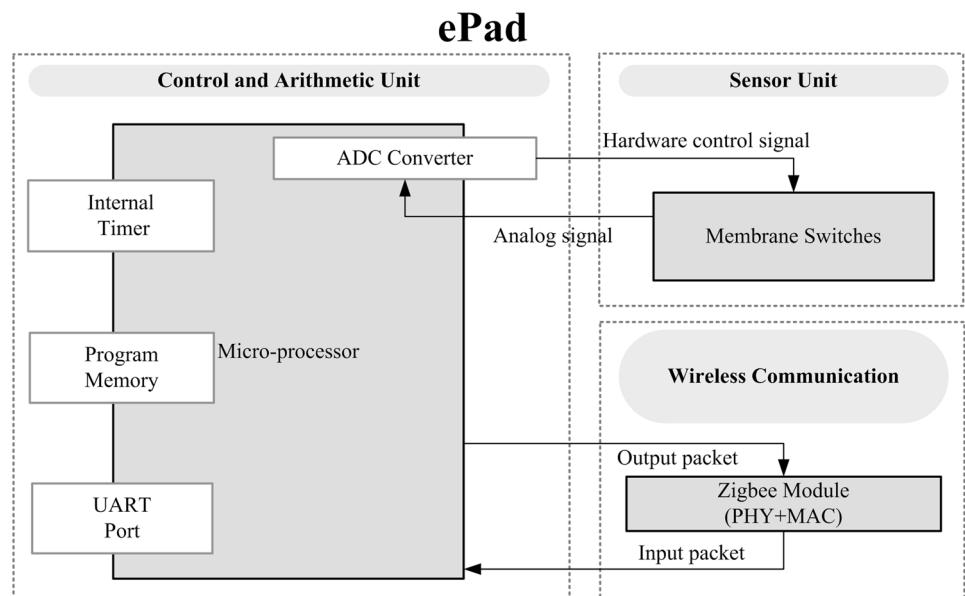 ePad
Control and Arithmetic Unit
Sensor Unit
ADC Converter
Hardware control signal
Internal
Timer
Analog signal
Membrane Switches
Program
Memory
Micro-processor
Wireless Communication
Output packet
UART
Port
Zigbee Module
(PHY+MAC)
Input packet